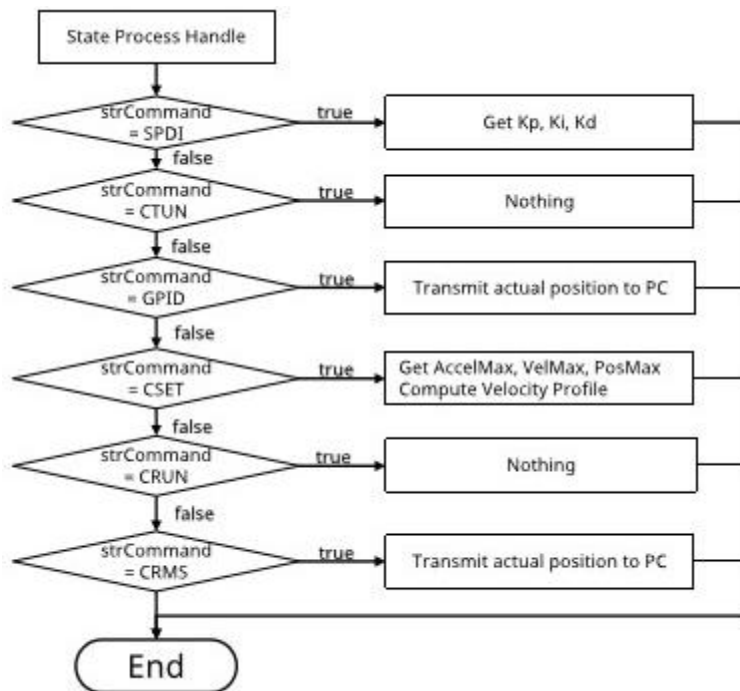 State Process Handle
strCommand
= SPDI
true
Get Kp, Ki, Kd
false
strCommand
= CTUN
true
Nothing
false
strCommand
= GPID
true
Transmit actual position to PC
false
strCommand
= CSET
true
Get AccelMax, VelMax, PosMax
Compute Velocity Profile
false
strCommand
= CRUN
true
Nothing
false
strCommand
= CRMS
true
Transmit actual position to PC
End